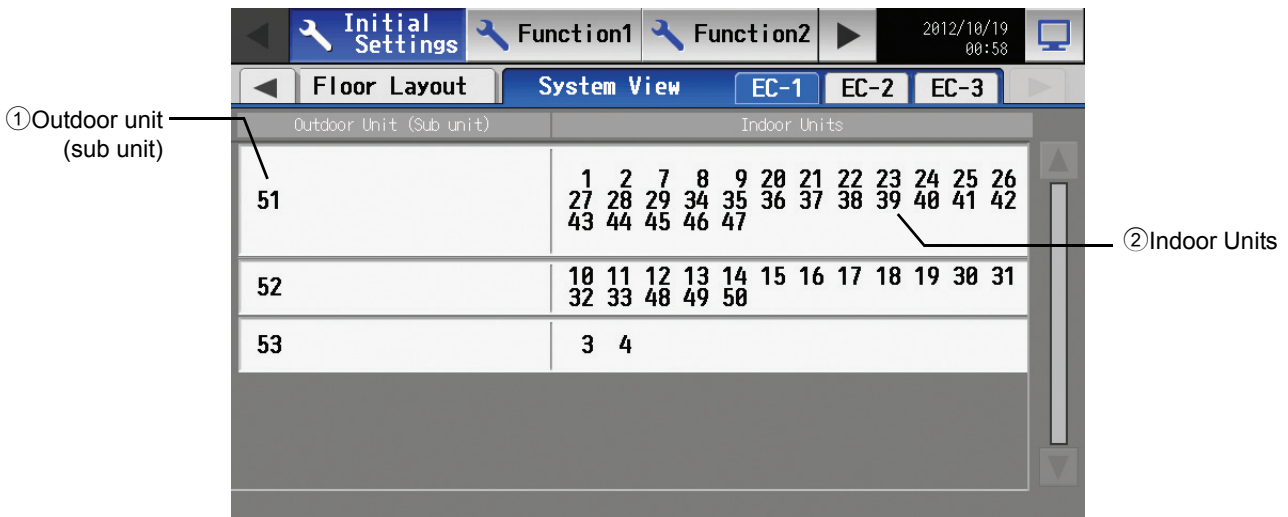 Initial Settings Function1 Function2 2012/10/19 00:58
Floor Layout System View EC-1 EC-2 EC-3
①Outdoor unit (sub unit)
Outdoor Unit (Sub unit) Indoor Units
51
1 2 7 8 9 20 21 22 23 24 25 26
27 28 29 34 35 36 37 38 39 40 41 42
43 44 45 46 47
②Indoor Units
52
10 11 12 13 14 15 16 17 18 19 30 31
32 33 48 49 50
53 3 4